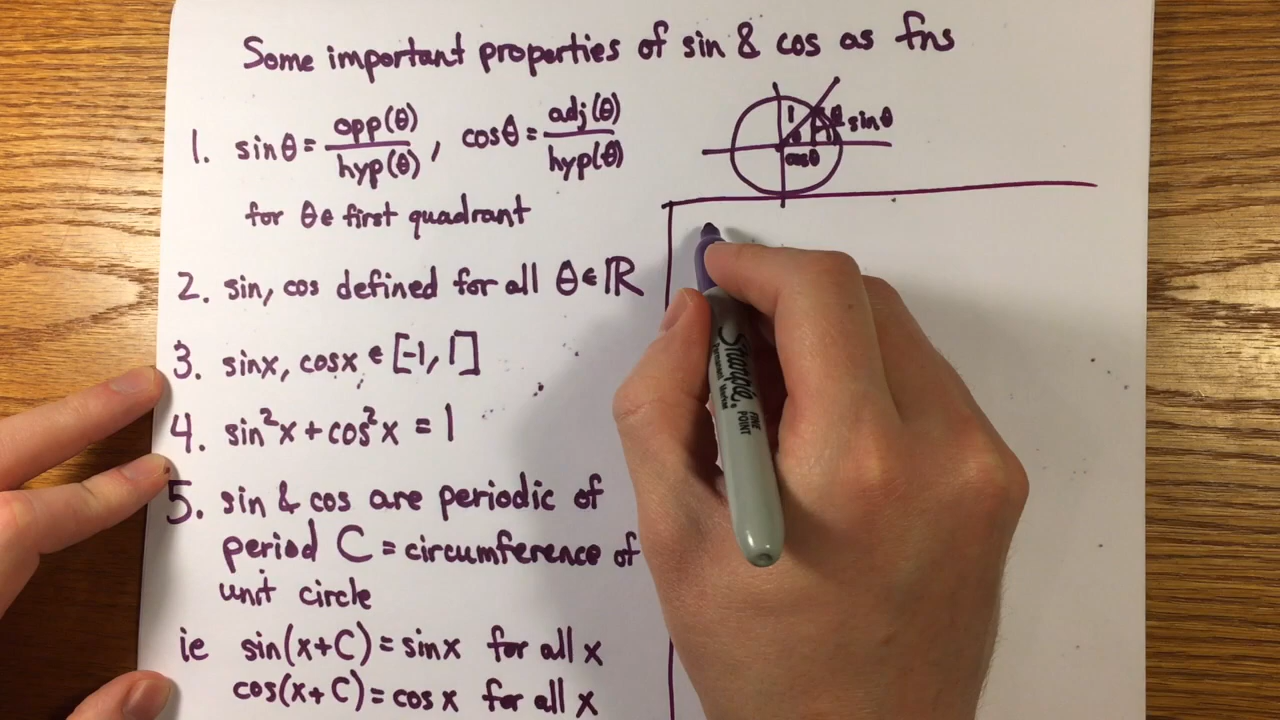 Some important properties of sin & cos as fns
1. sinθ = opp(θ)/hyp(θ), cosθ = adj(θ)/hyp(θ)
for θ∈ first quadrant
2. sin, cos defined for all θ∈ℝ
3. sinx, cosx ∈ [-1, 1]
4. sin²x + cos²x = 1
5. sin & cos are periodic of
period C = circumference of
unit circle
ie sin(x+C) = sinx for all x
cos(x+C) = cos x for all x
1
sinθ
θ
cosθ
Sharpie.
FINE POINT
Permanent Marker